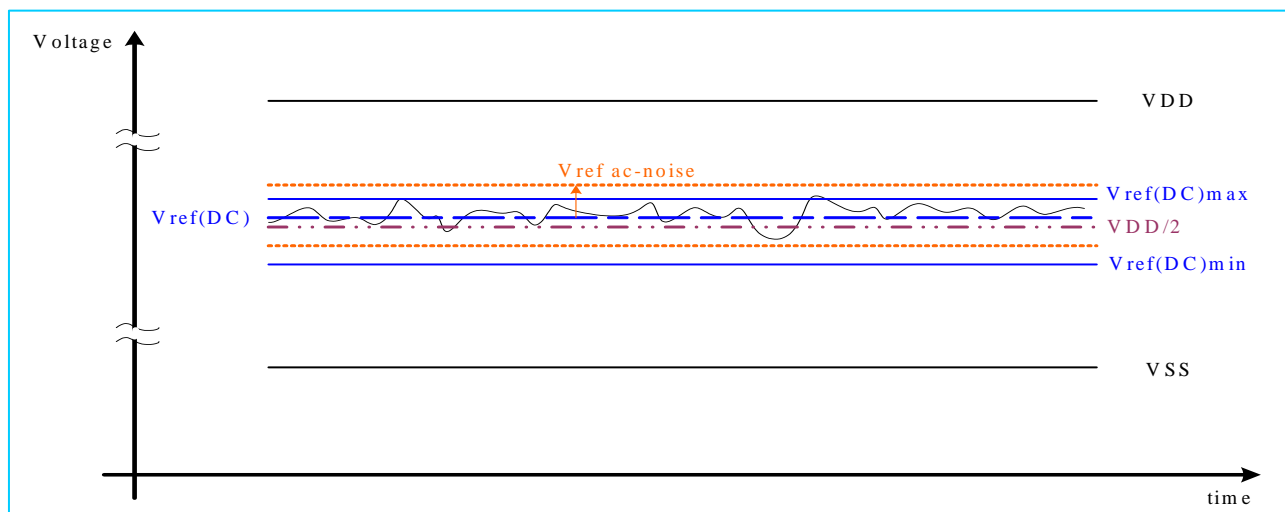 Voltage
VDD
Vref ac-noise
Vref(DC)max
Vref(DC)
VDD/2
Vref(DC)min
VSS
time